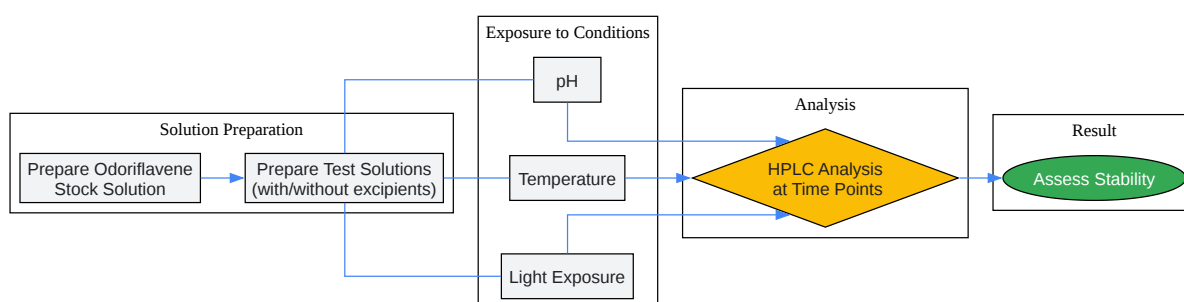 Solution Preparation
Prepare Odoriflavene
Stock Solution
Prepare Test Solutions
(with/without excipients)
Exposure to Conditions
pH
Temperature
Light Exposure
Analysis
HPLC Analysis
at Time Points
Result
Assess Stability